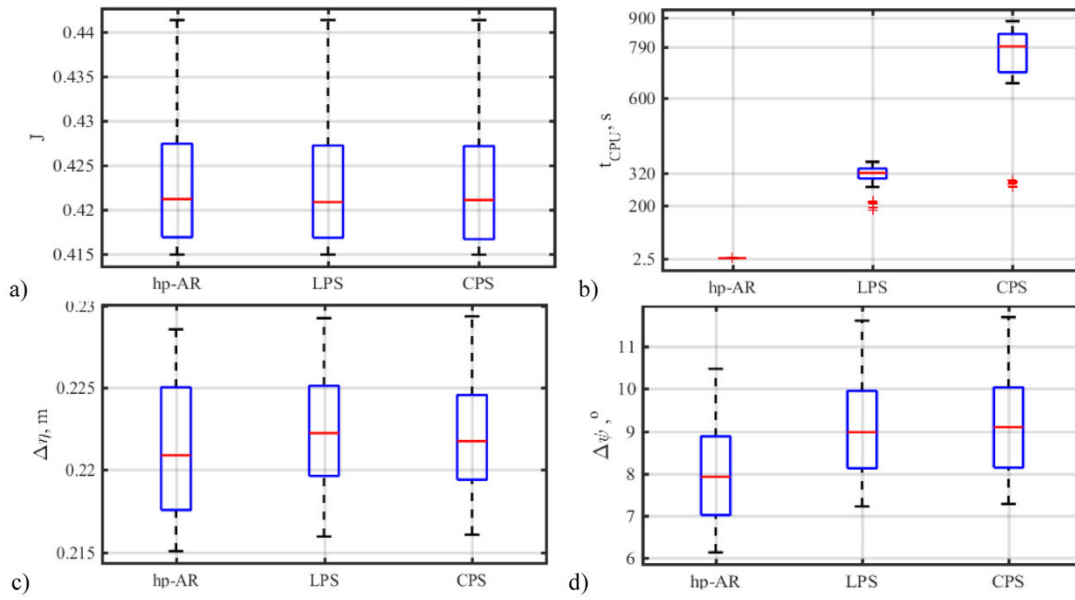 0.44
0.435
0.43
0.425
0.42
0.415
J
hp-AR LPS CPS
a)
900
790
600
320
200
2.5
t_CPU, s
hp-AR LPS CPS
b)
0.23
0.225
0.22
0.215
Δη, m
hp-AR LPS CPS
c)
11
10
9
8
7
6
Δψ,°
hp-AR LPS CPS
d)